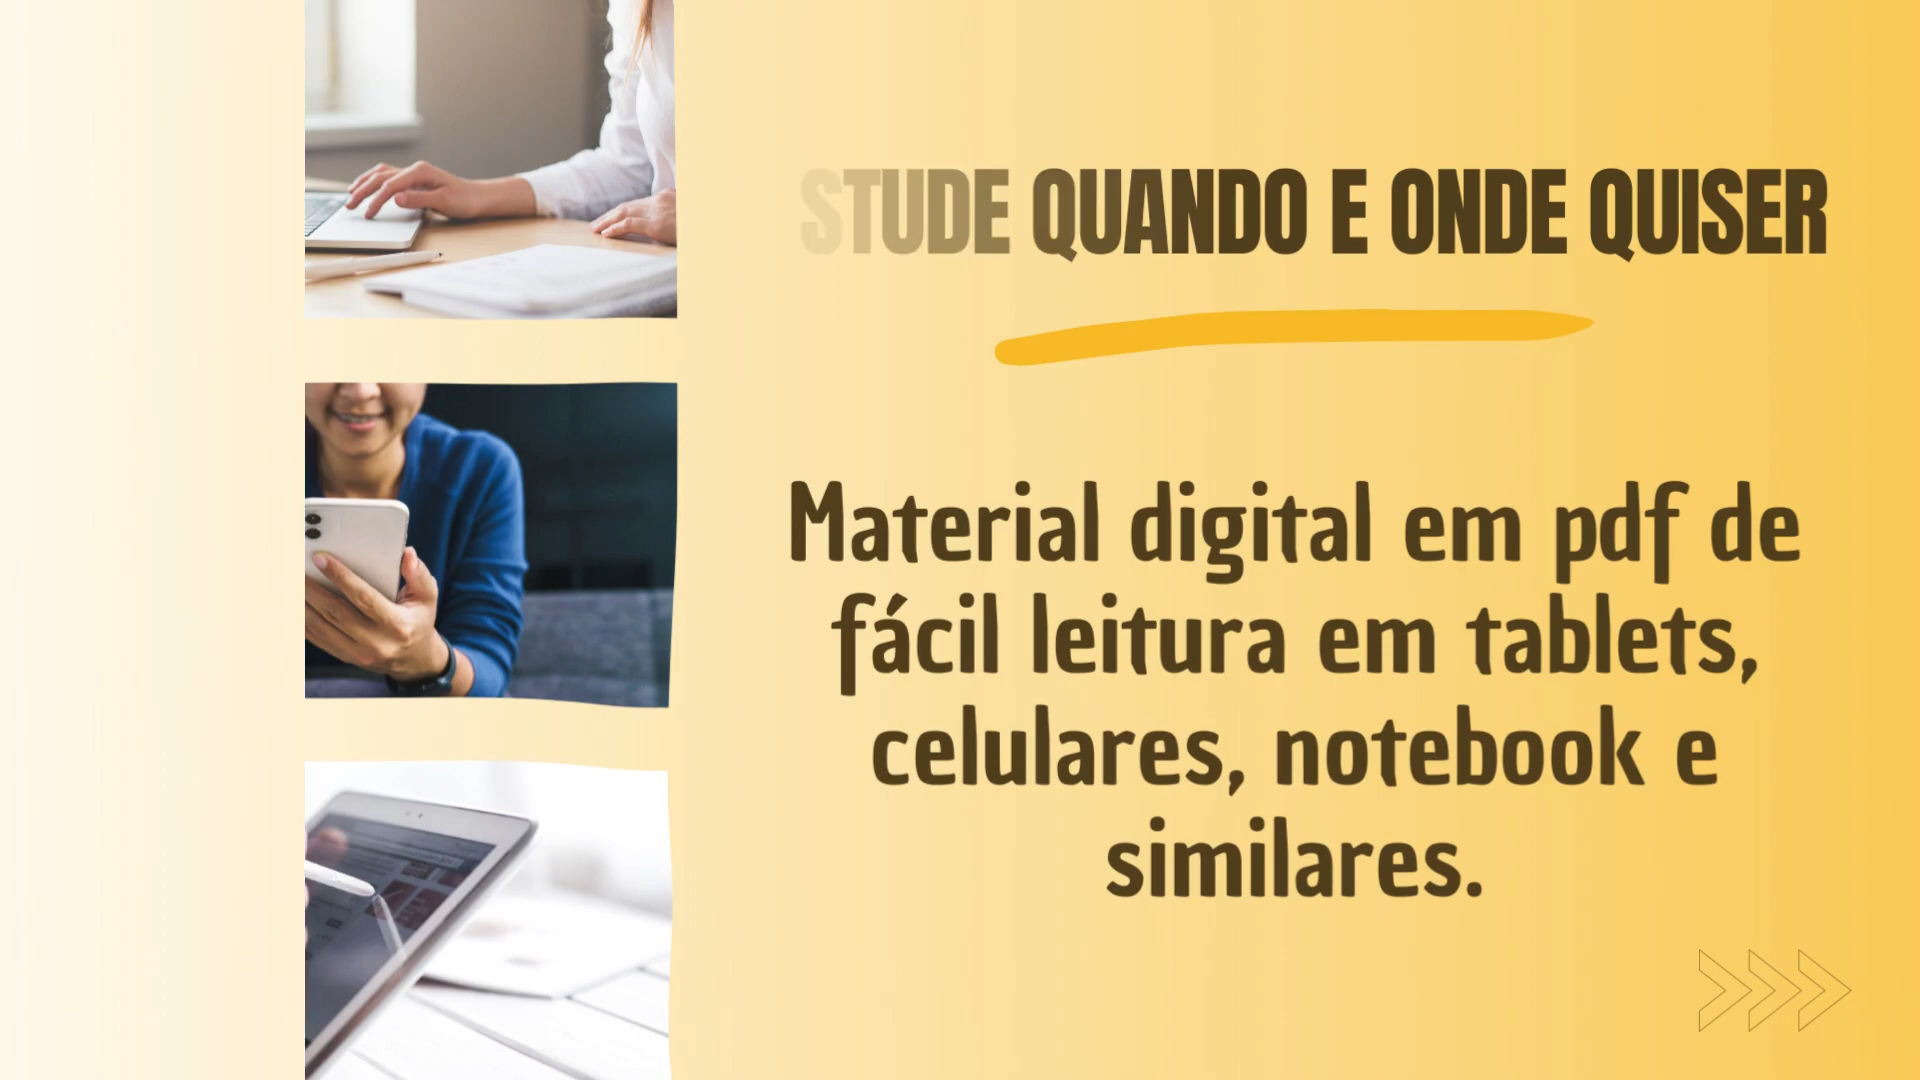 STUDE QUANDO E ONDE QUISER
Material digital em pdf de
fácil leitura em tablets,
celulares, notebook e
similares.